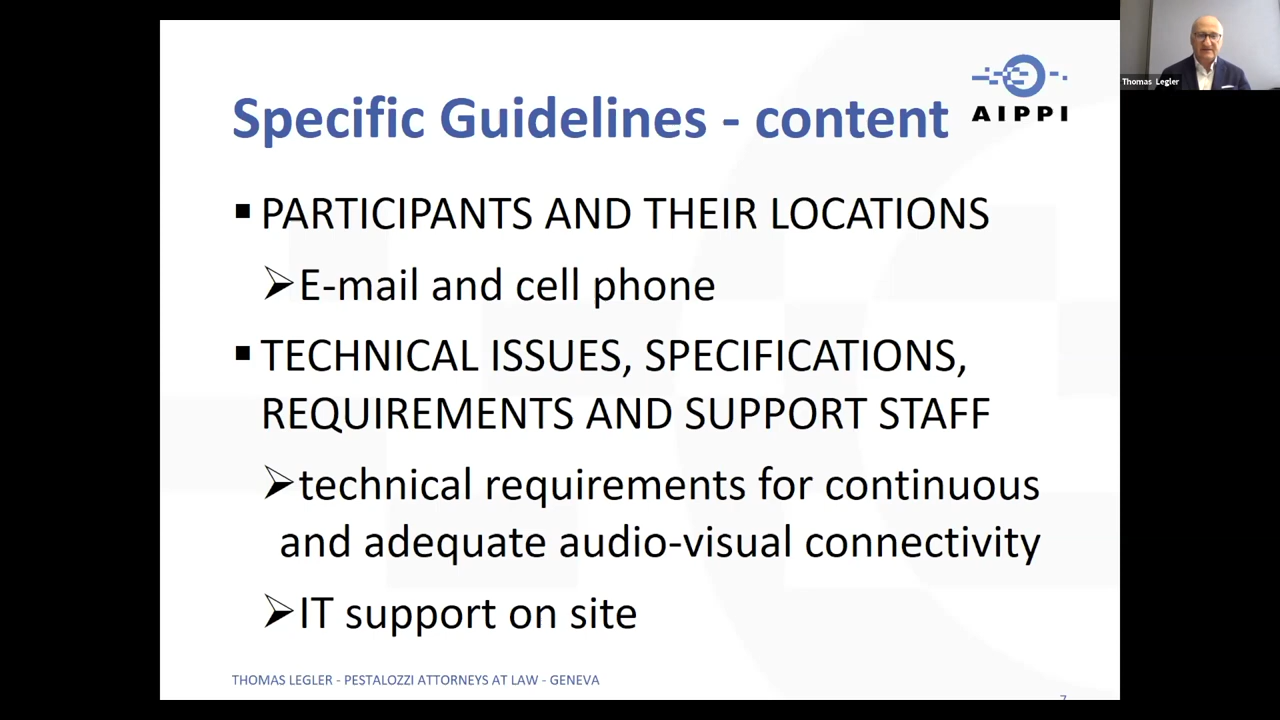 Specific Guidelines - content
AIPPI
Thomas Legler
▪ PARTICIPANTS AND THEIR LOCATIONS
➢ E-mail and cell phone
▪ TECHNICAL ISSUES, SPECIFICATIONS,
REQUIREMENTS AND SUPPORT STAFF
➢ technical requirements for continuous
and adequate audio-visual connectivity
➢ IT support on site
THOMAS LEGLER - PESTALOZZI ATTORNEYS AT LAW - GENEVA